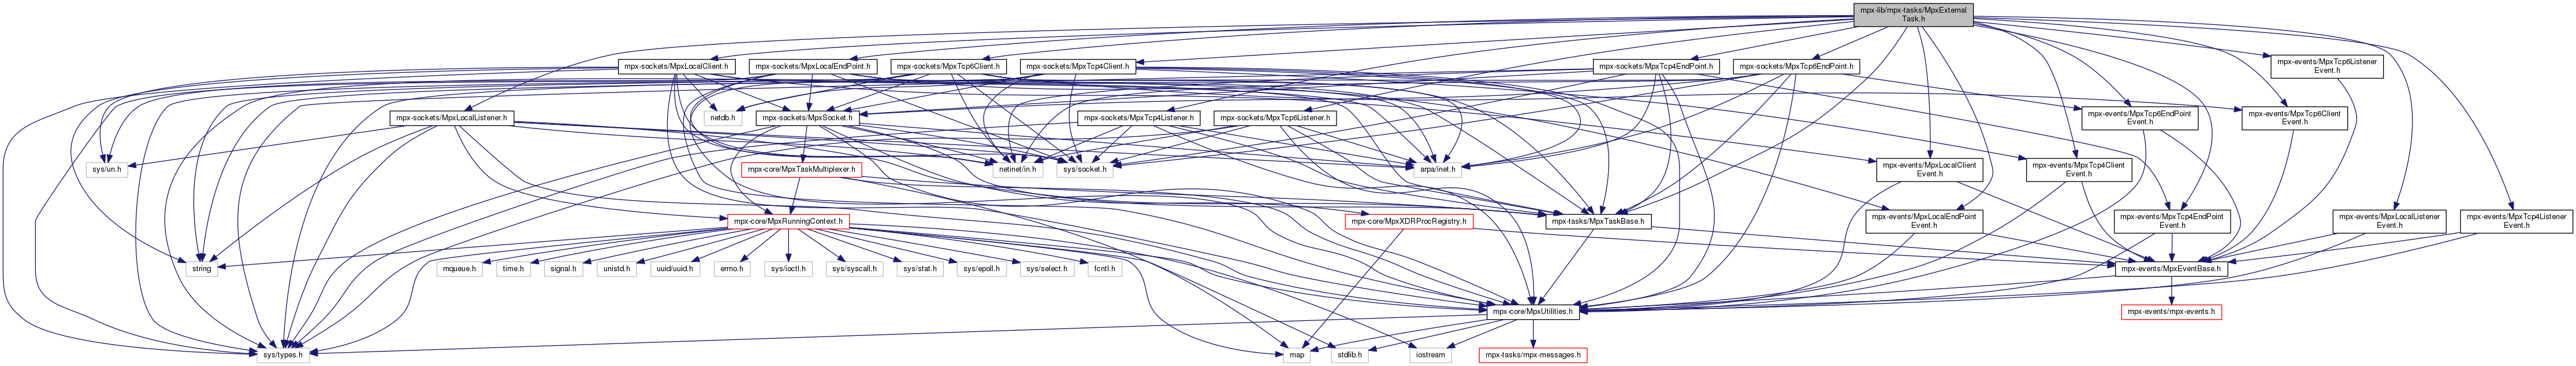 mpx-lib/mpx-tasks/MpxExternal
Task.h
mpx-sockets/MpxLocalClient.h
mpx-sockets/MpxLocalEndPoint.h
mpx-sockets/MpxTcp6Client.h
mpx-sockets/MpxTcp4Client.h
mpx-sockets/MpxTcp4EndPoint.h
mpx-sockets/MpxTcp6EndPoint.h
mpx-events/MpxTcp6Listener
Event.h
mpx-sockets/MpxLocalListener.h
netdb.h
mpx-sockets/MpxSocket.h
mpx-sockets/MpxTcp4Listener.h
mpx-sockets/MpxTcp6Listener.h
mpx-events/MpxTcp6EndPoint
Event.h
mpx-events/MpxTcp6Client
Event.h
sys/un.h
mpx-core/MpxTaskMultiplexer.h
netinet/in.h
sys/socket.h
arpa/inet.h
mpx-events/MpxLocalClient
Event.h
mpx-events/MpxTcp4Client
Event.h
mpx-core/MpxRunningContext.h
mpx-core/MpxXDRProcRegistry.h
mpx-tasks/MpxTaskBase.h
mpx-events/MpxLocalEndPoint
Event.h
mpx-events/MpxTcp4EndPoint
Event.h
mpx-events/MpxLocalListener
Event.h
mpx-events/MpxTcp4Listener
Event.h
string
mqueue.h
time.h
signal.h
unistd.h
uuid/uuid.h
errno.h
sys/ioctl.h
sys/syscall.h
sys/stat.h
sys/epoll.h
sys/select.h
fcntl.h
mpx-events/MpxEventBase.h
mpx-core/MpxUtilities.h
mpx-events/mpx-events.h
sys/types.h
map
stdlib.h
iostream
mpx-tasks/mpx-messages.h